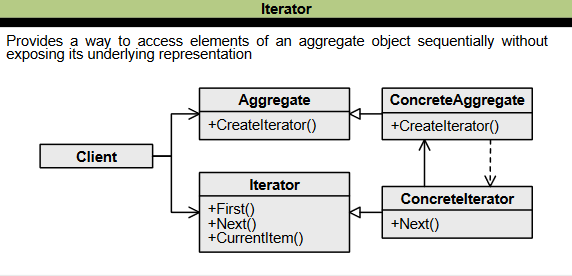 Iterator
Provides a way to access elements of an aggregate object sequentially without
exposing its underlying representation
Aggregate
+CreateIterator()
ConcreteAggregate
+CreateIterator()
Client
Iterator
+First()
+Next()
+CurrentItem()
ConcreteIterator
+Next()